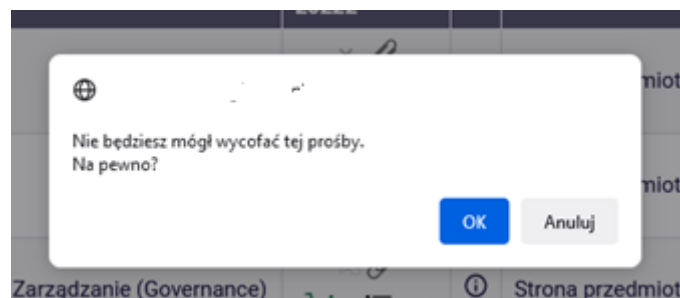 miot
Nie będziesz mógł wycofać tej prośby.
Na pewno?
miot
OK Anuluj
Zarządzanie (Governance) Strona przedmiot